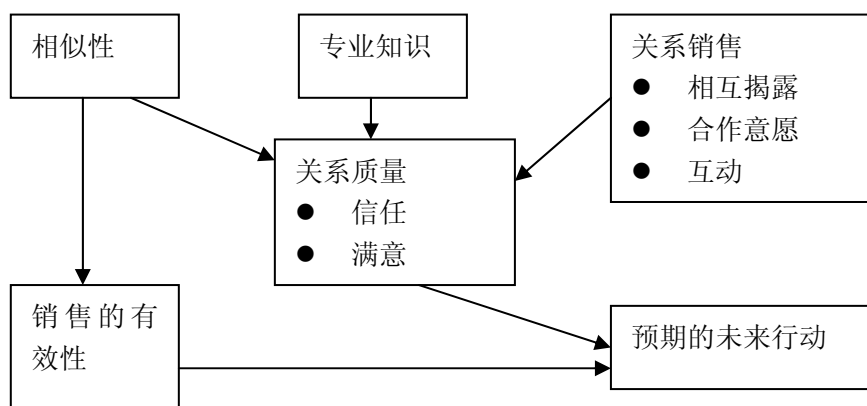 相似性
专业知识
关系销售
● 相互揭露
● 合作意愿
● 互动
关系质量
● 信任
● 满意
销售的有
效性
预期的未来行动